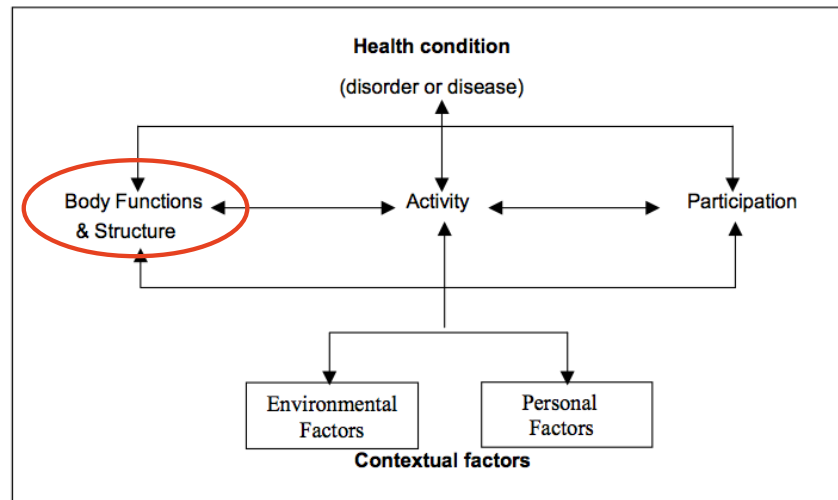 Health condition
(disorder or disease)
Body Functions
& Structure
Activity
Participation
Environmental
Factors
Personal
Factors
Contextual factors